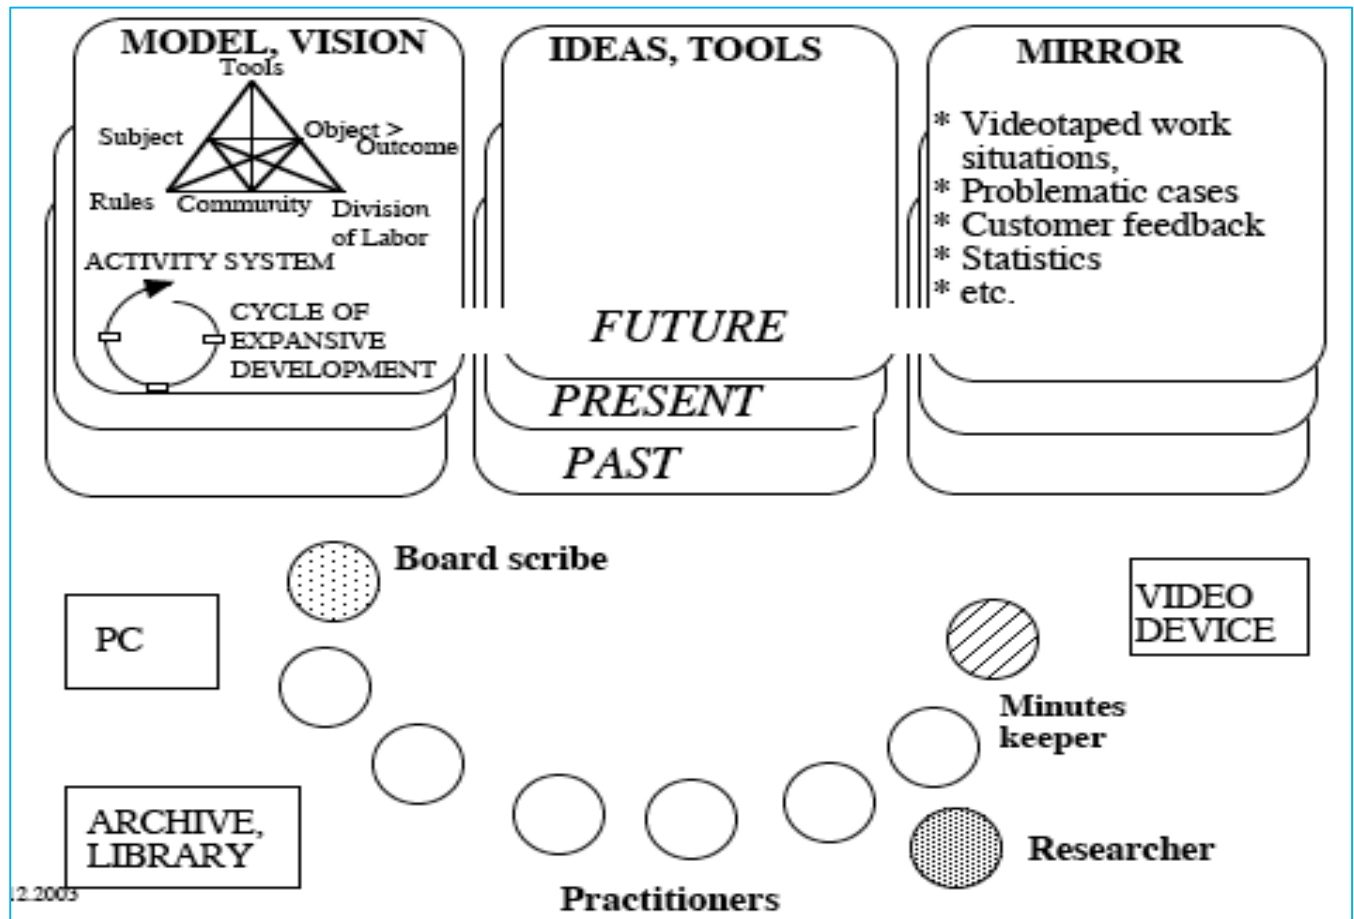 MODEL, VISION
Tools
Subject
Object >
Outcome
Rules
Community
Division
of Labor
ACTIVITY SYSTEM
CYCLE OF
EXPANSIVE
DEVELOPMENT
IDEAS, TOOLS
FUTURE
PRESENT
PAST
MIRROR
* Videotaped work
situations,
* Problematic cases
* Customer feedback
* Statistics
* etc.
Board scribe
PC
VIDEO
DEVICE
Minutes
keeper
ARCHIVE,
LIBRARY
Researcher
Practitioners
12.2003